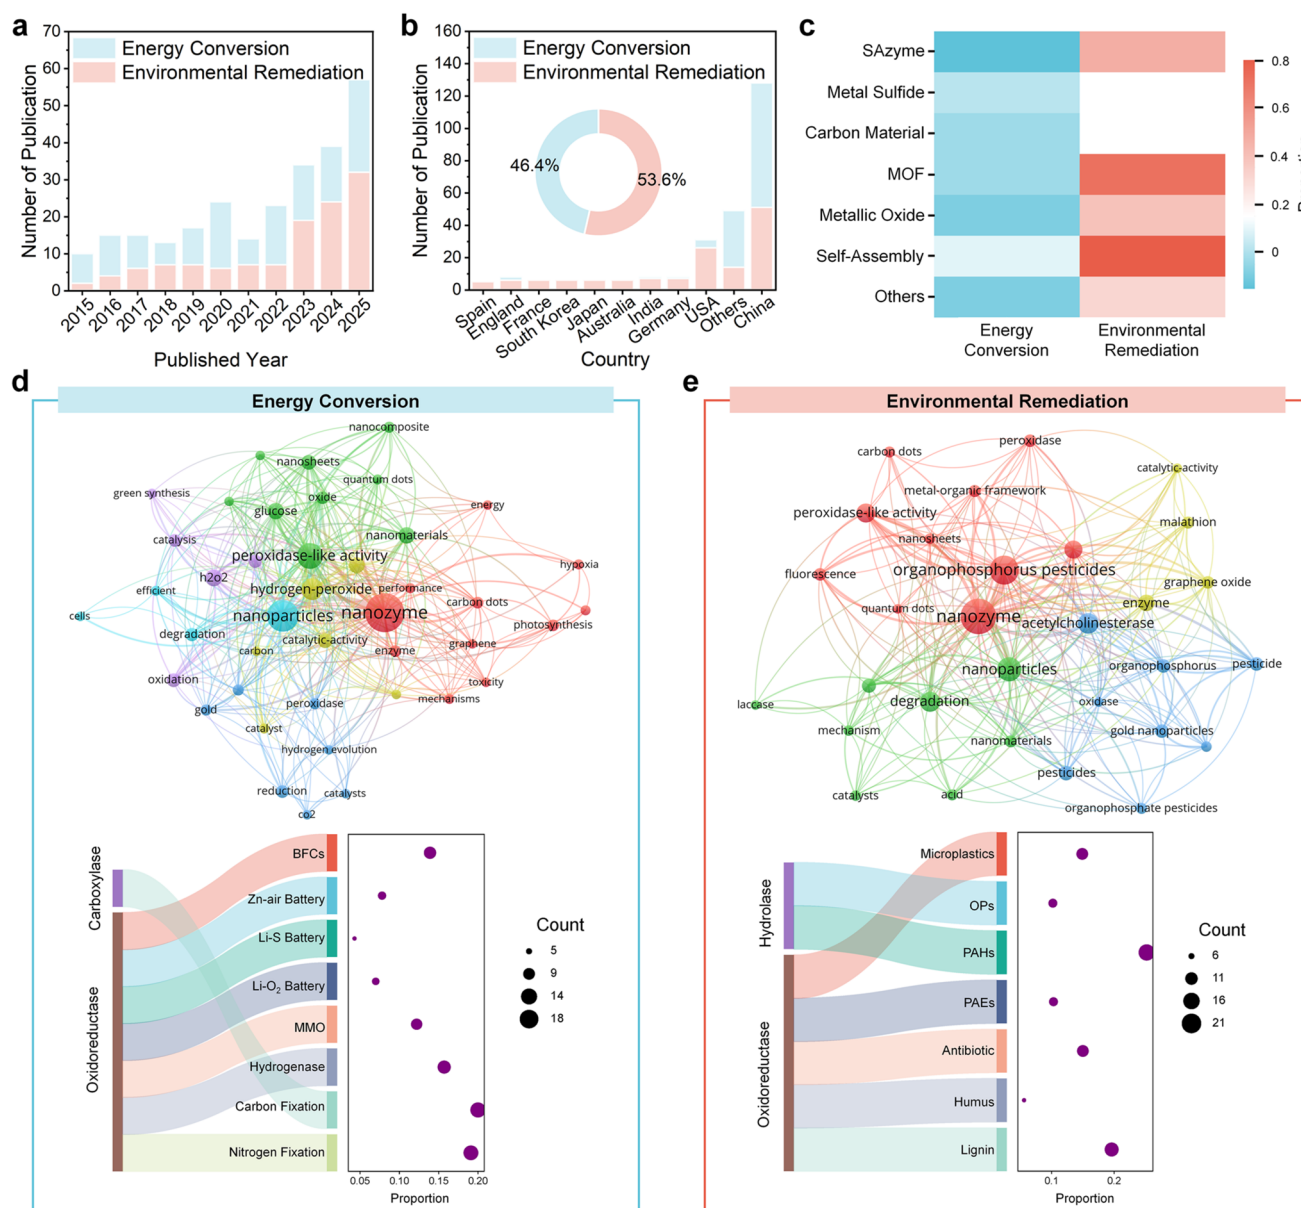 a
Number of Publication
70
60
50
40
30
20
10
0
Energy Conversion
Environmental Remediation
2015
2016
2017
2018
2019
2020
2021
2022
2023
2024
2025
Published Year
b
Number of Publication
160
140
120
100
80
60
40
20
0
Energy Conversion
Environmental Remediation
46.4%
53.6%
Spain
England
France
South Korea
Japan
Australia
India
Germany
USA
Others
China
Country
c
SAzyme
Metal Sulfide
Carbon Material
MOF
Metallic Oxide
Self-Assembly
Others
Energy
Conversion
Environmental
Remediation
0.8
0.6
0.4
0.2
0
d
Energy Conversion
nanocomposite
nanosheets
quantum dots
green synthesis
oxide
energy
glucose
catalysis
nanomaterials
peroxidase-like activity
hypoxia
h2o2
hydrogen-peroxide
performance
efficient
carbon dots
cells
nanoparticles
nanozyme
photosynthesis
degradation
catalytic-activity
graphene
carbon
enzyme
oxidation
toxicity
gold
peroxidase
mechanisms
catalyst
hydrogen evolution
reduction
catalysts
co2
Carboxylase
Oxidoreductase
BFCs
Zn-air Battery
Li-S Battery
Li-O₂ Battery
MMO
Hydrogenase
Carbon Fixation
Nitrogen Fixation
0.05
0.10
0.15
0.20
Proportion
Count
5
9
14
18
e
Environmental Remediation
peroxidase
carbon dots
catalytic-activity
metal-organic framework
peroxidase-like activity
malathion
nanosheets
fluorescence
organophosphorus pesticides
graphene oxide
quantum dots
enzyme
nanozyme
acetylcholinesterase
nanoparticles
organophosphorus
pesticide
laccase
degradation
oxidase
mechanism
gold nanoparticles
nanomaterials
pesticides
catalysts
acid
organophosphate pesticides
Hydrolase
Oxidoreductase
Microplastics
OPs
PAHs
PAEs
Antibiotic
Humus
Lignin
0.1
0.2
Proportion
Count
6
11
16
21